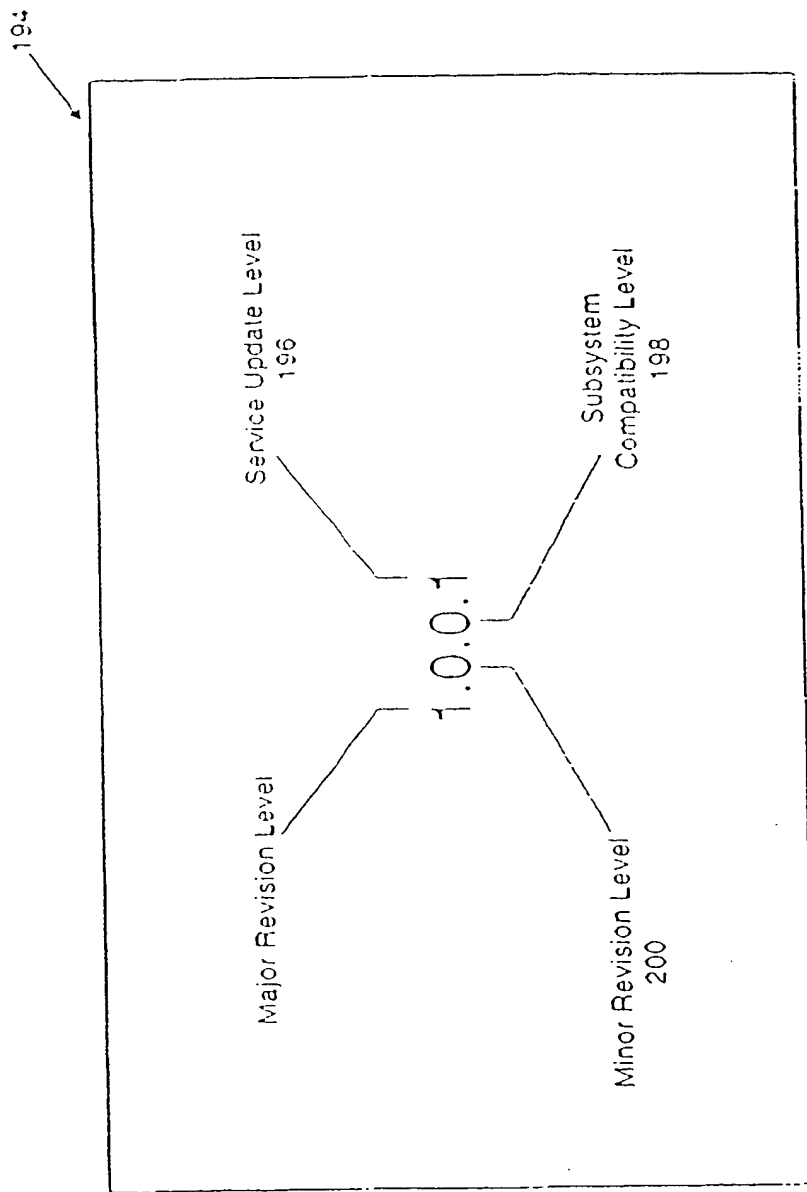 194
Major Revision Level
Service Update Level
196
1.0.0.1
Minor Revision Level
200
Subsystem
Compatibility Level
198